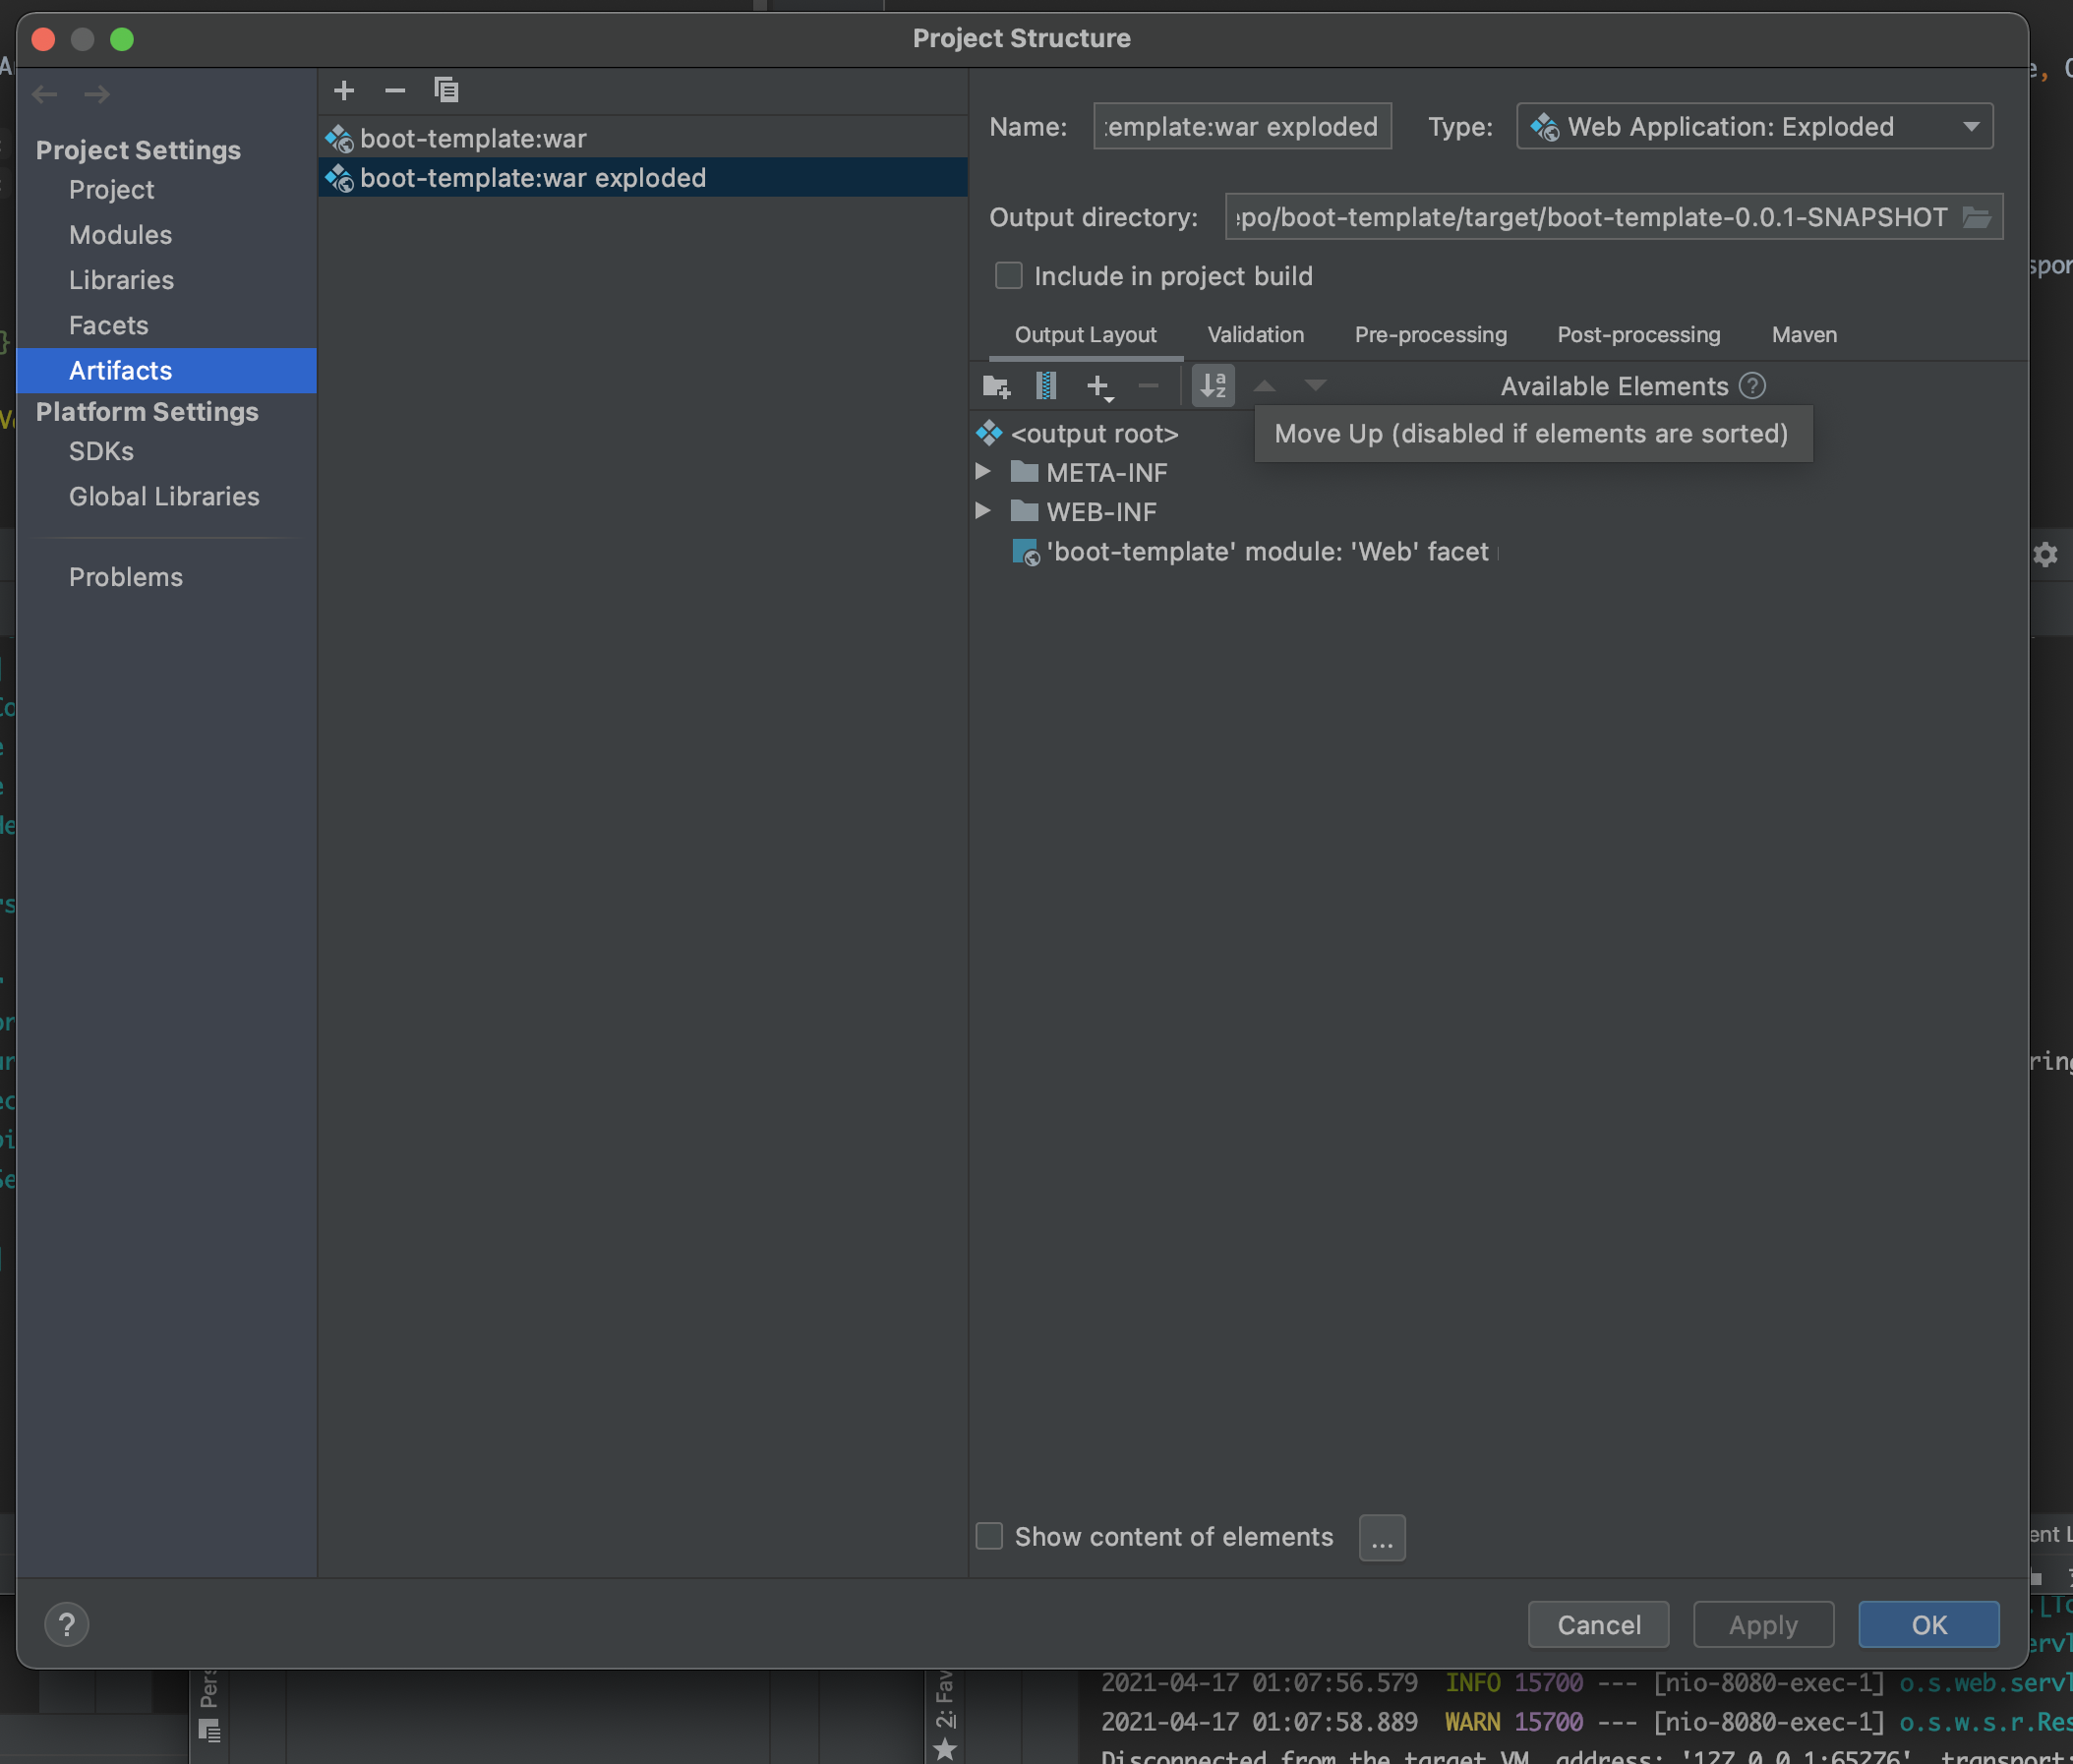 Project Structure
Project Settings
Project
Modules
Libraries
Facets
Artifacts
Platform Settings
SDKs
Global Libraries
Problems
boot-template:war
boot-template:war exploded
Name: template:war exploded Type: Web Application: Exploded
Output directory: epo/boot-template/target/boot-template-0.0.1-SNAPSHOT
Include in project build
Output Layout Validation Pre-processing Post-processing Maven
Available Elements ?
<output root>
Move Up (disabled if elements are sorted)
META-INF
WEB-INF
'boot-template' module: 'Web' facet
Show content of elements ...
? Cancel Apply OK
2021-04-17 01:07:56.579 INFO 15700 --- [nio-8080-exec-1] o.s.web.servl
2021-04-17 01:07:58.889 WARN 15700 --- [nio-8080-exec-1] o.s.w.s.r.Res
Disconnected from the target VM, address: '127.0.0.1:65276', transport:
Pers
2: Fav